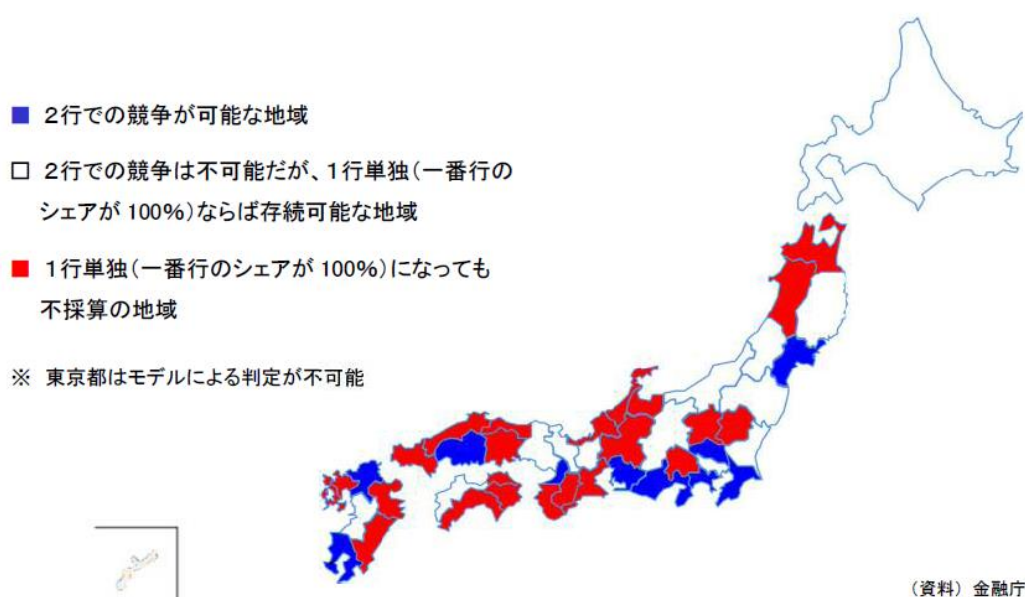 ■ 2行での競争が可能な地域
□ 2行での競争は不可能だが、1行単独(一番行の
シェアが 100%)ならば存続可能な地域
■ 1行単独(一番行のシェアが 100%)になっても
不採算の地域
※ 東京都はモデルによる判定が不可能
(資料) 金融庁